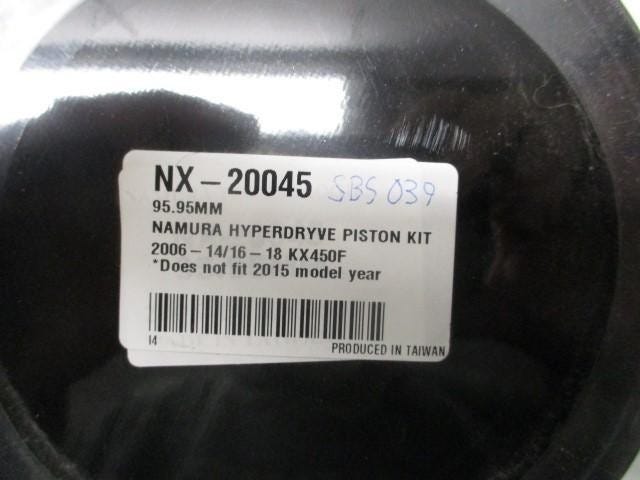 NX-20045 SBS 039
95.95MM
NAMURA HYPERDRYVE PISTON KIT
2006-14/16-18 KX450F
*Does not fit 2015 model year
I4
PRODUCED IN TAIWAN